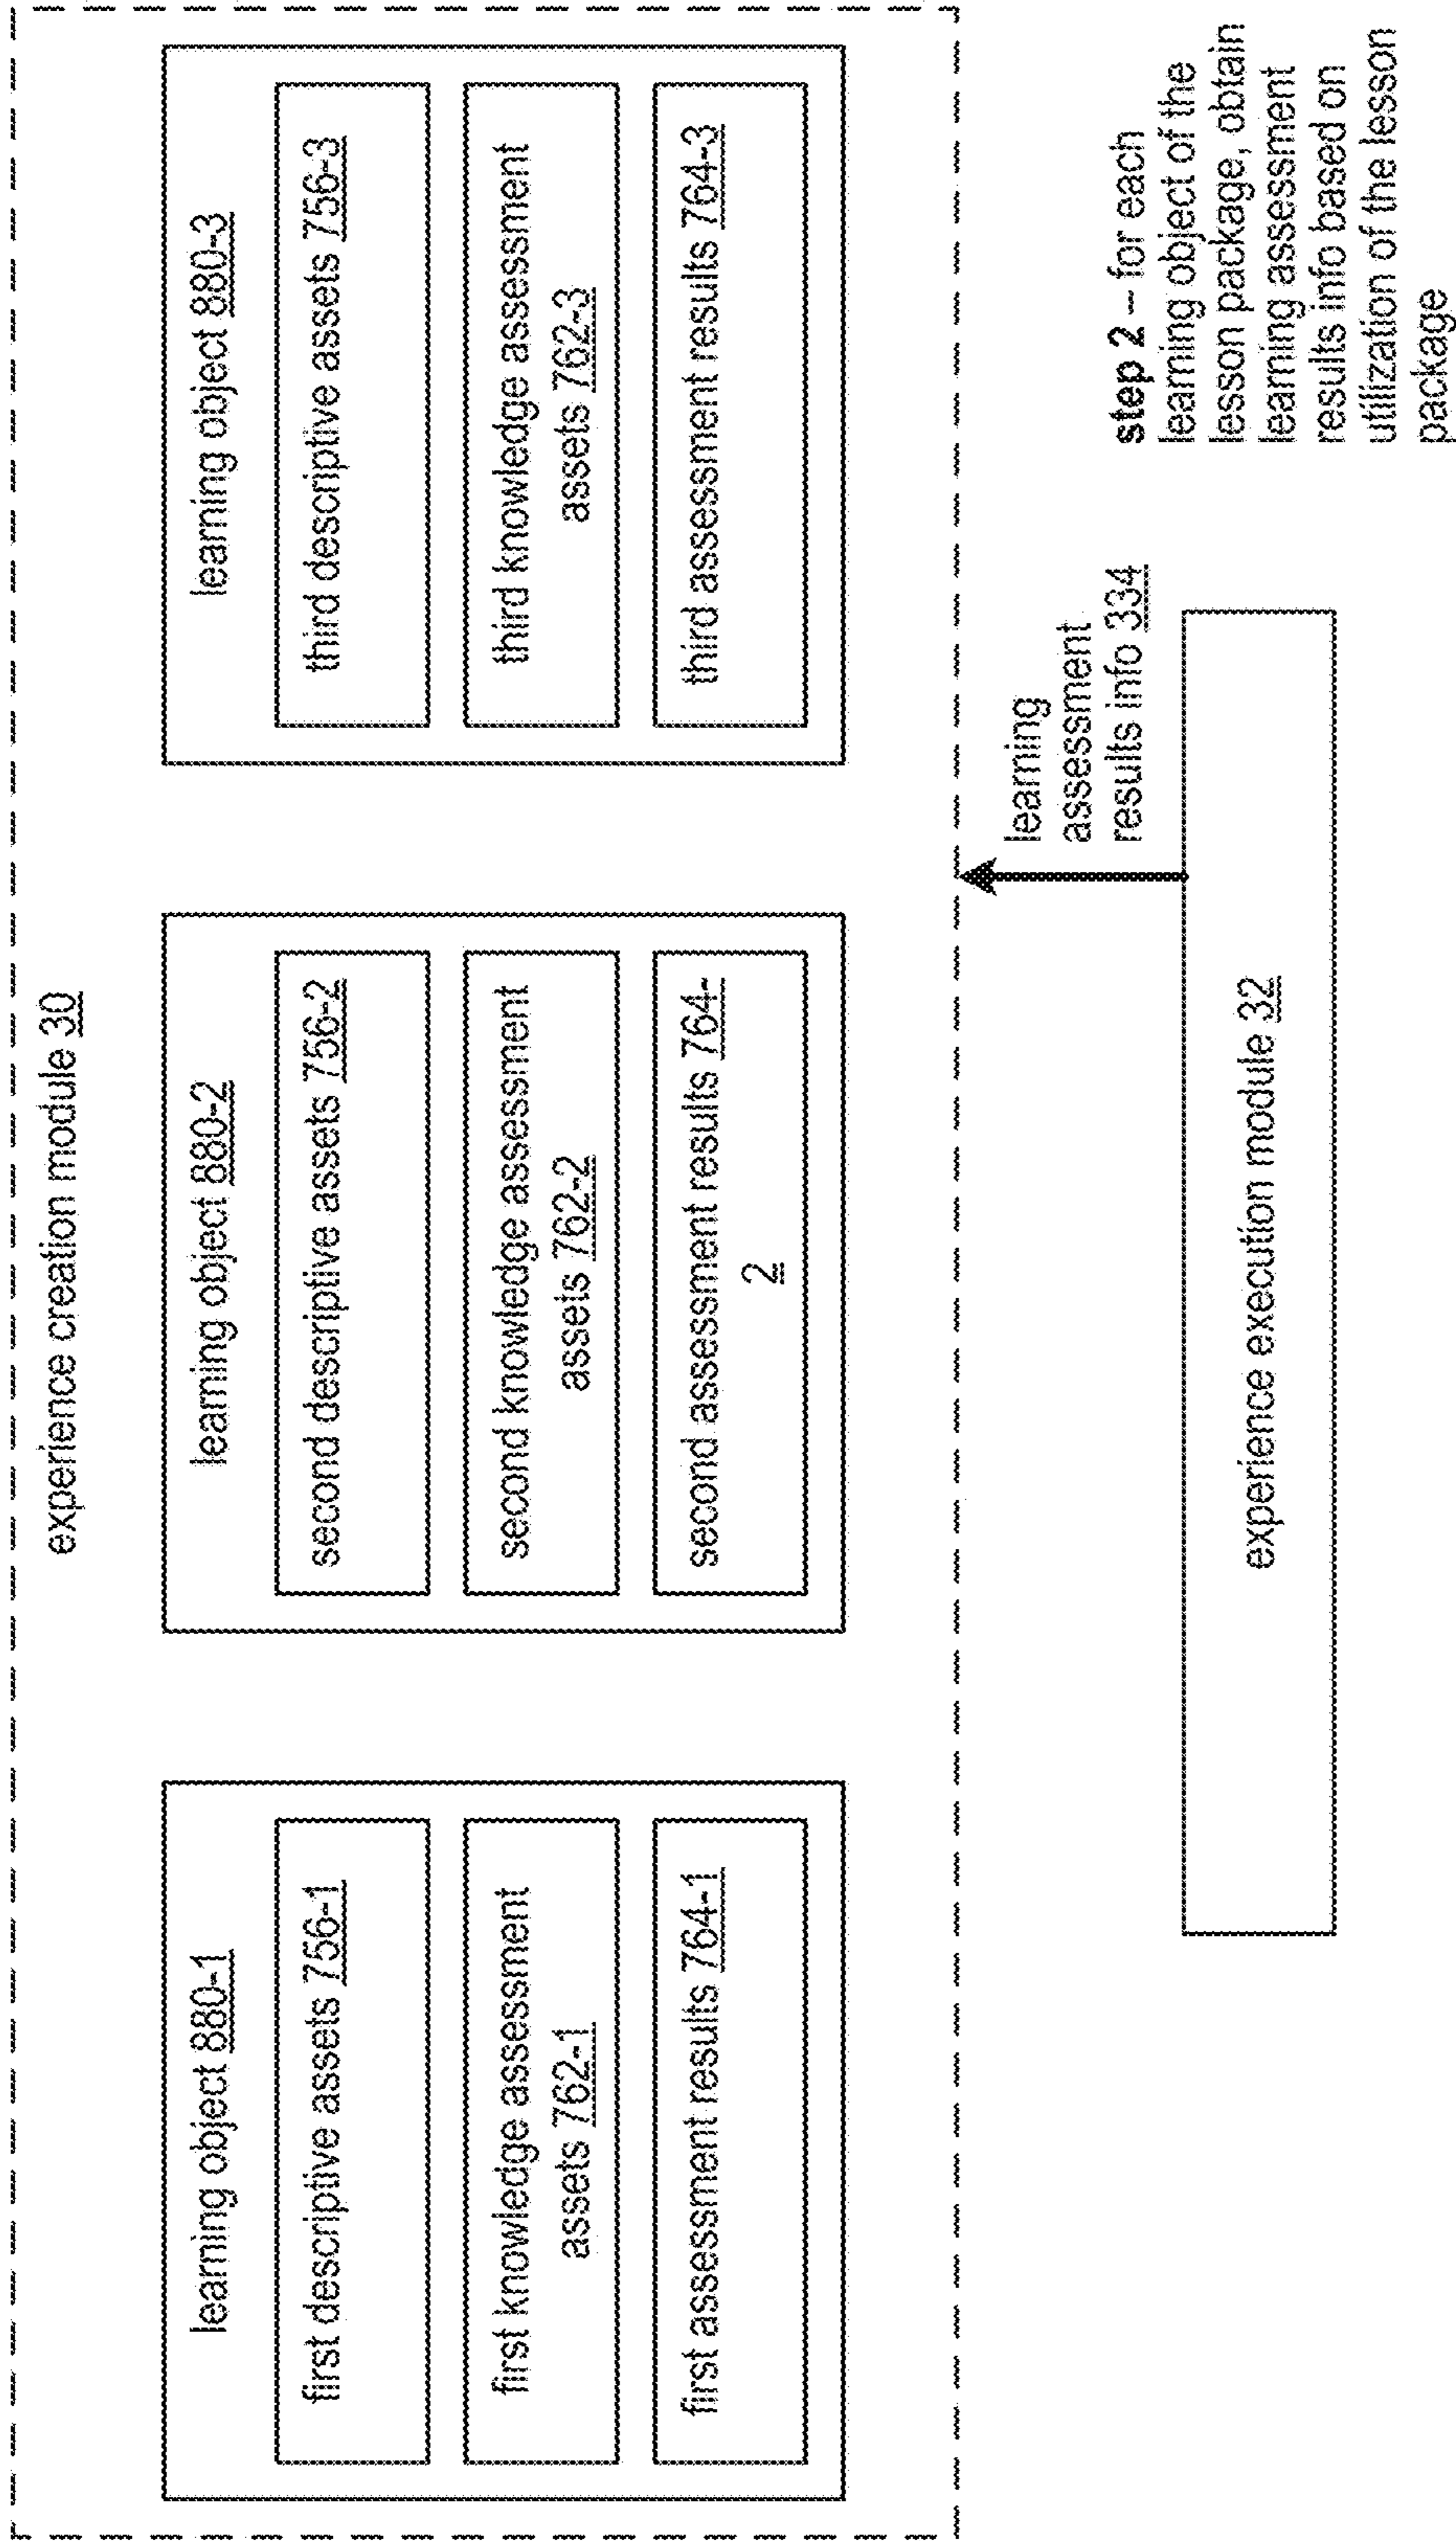 experience creation module 30
learning object 880-1
first descriptive assets 756-1
first knowledge assessment
assets 762-1
first assessment results 764-1
learning object 880-2
second descriptive assets 756-2
second knowledge assessment
assets 762-2
second assessment results 764-
2
learning object 880-3
third descriptive assets 756-3
third knowledge assessment
assets 762-3
third assessment results 764-3
learning
assessment
results info 334
experience execution module 32
step 2 – for each
learning object of the
lesson package, obtain
learning assessment
results info based on
utilization of the lesson
package